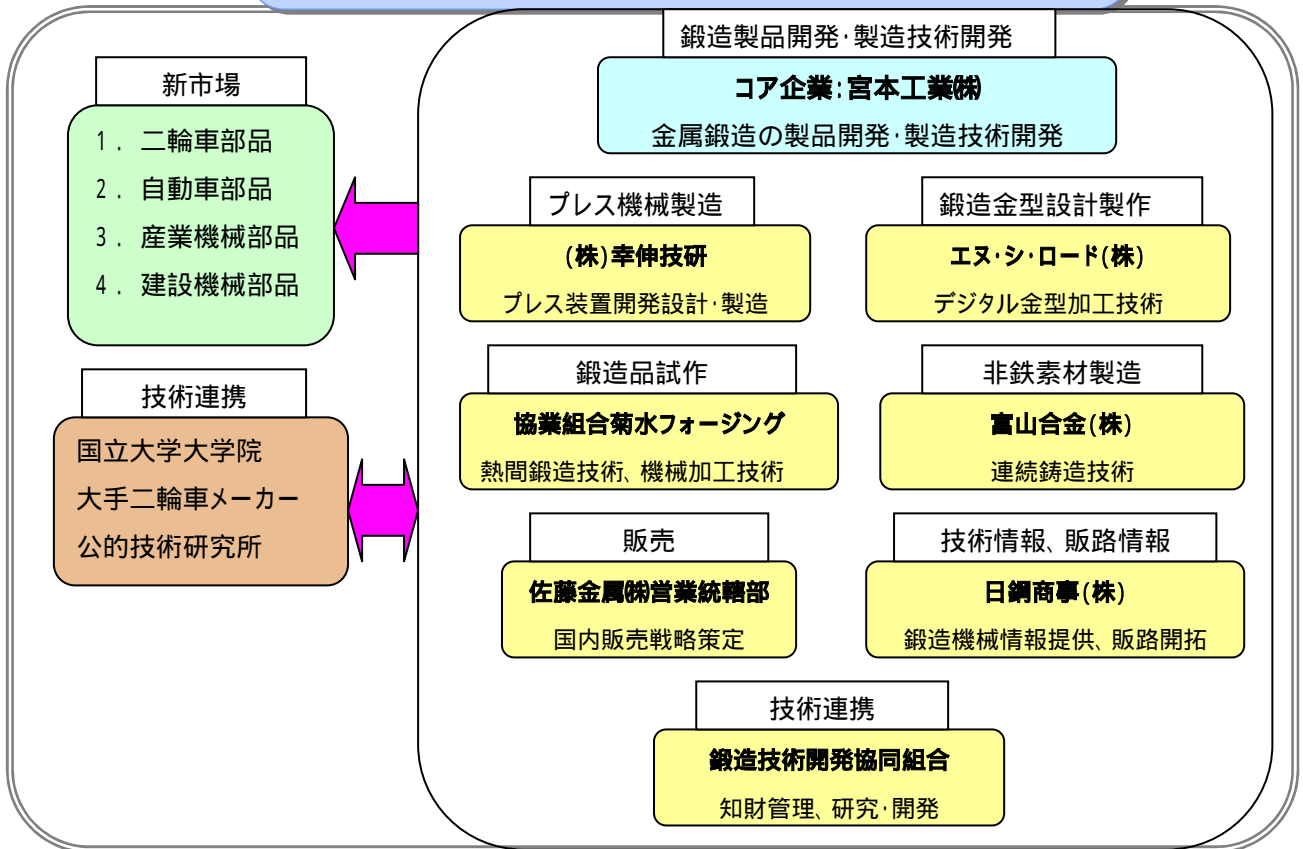 新市場
1．二輪車部品
2．自動車部品
3．産業機械部品
4．建設機械部品
技術連携
国立大学大学院
大手二輪車メーカー
公的技術研究所
鍛造製品開発･製造技術開発
コア企業:宮本工業㈱
金属鍛造の製品開発･製造技術開発
プレス機械製造
(株)幸伸技研
プレス装置開発設計･製造
鍛造金型設計製作
エヌ･シ･ロード(株)
デジタル金型加工技術
鍛造品試作
協業組合菊水フォージング
熱間鍛造技術、機械加工技術
非鉄素材製造
富山合金(株)
連続鋳造技術
販売
佐藤金属㈱営業統轄部
国内販売戦略策定
技術情報、販路情報
日鋼商事(株)
鍛造機械情報提供、販路開拓
技術連携
鍛造技術開発協同組合
知財管理、研究･開発